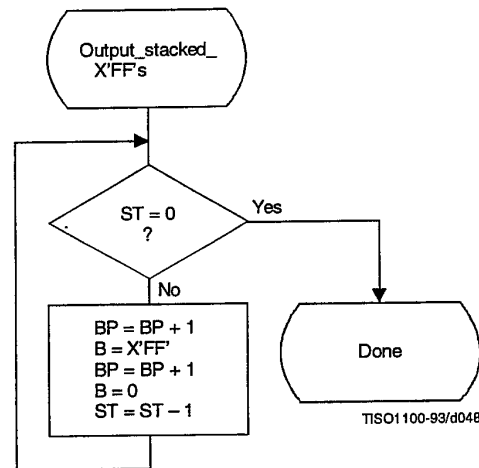 Output_stacked_
X'FF's
ST = 0
?
Yes
No
BP = BP + 1
B = X'FF'
BP = BP + 1
B = 0
ST = ST – 1
Done
TISO1100-93/d048